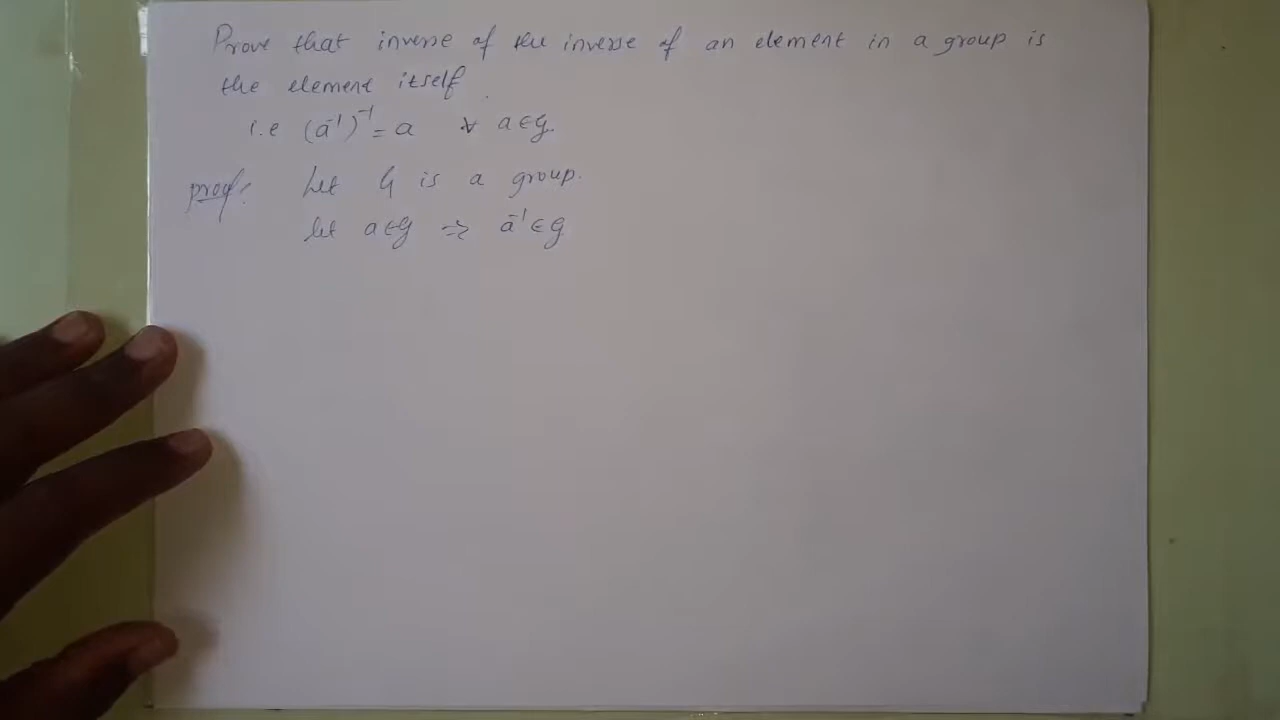 Prove that inverse of the inverse of an element in a group is
the element itself.
i.e (a⁻¹)⁻¹ = a ∀ a∈G.
proof: Let G is a group.
let a∈G ⇒ a⁻¹∈G